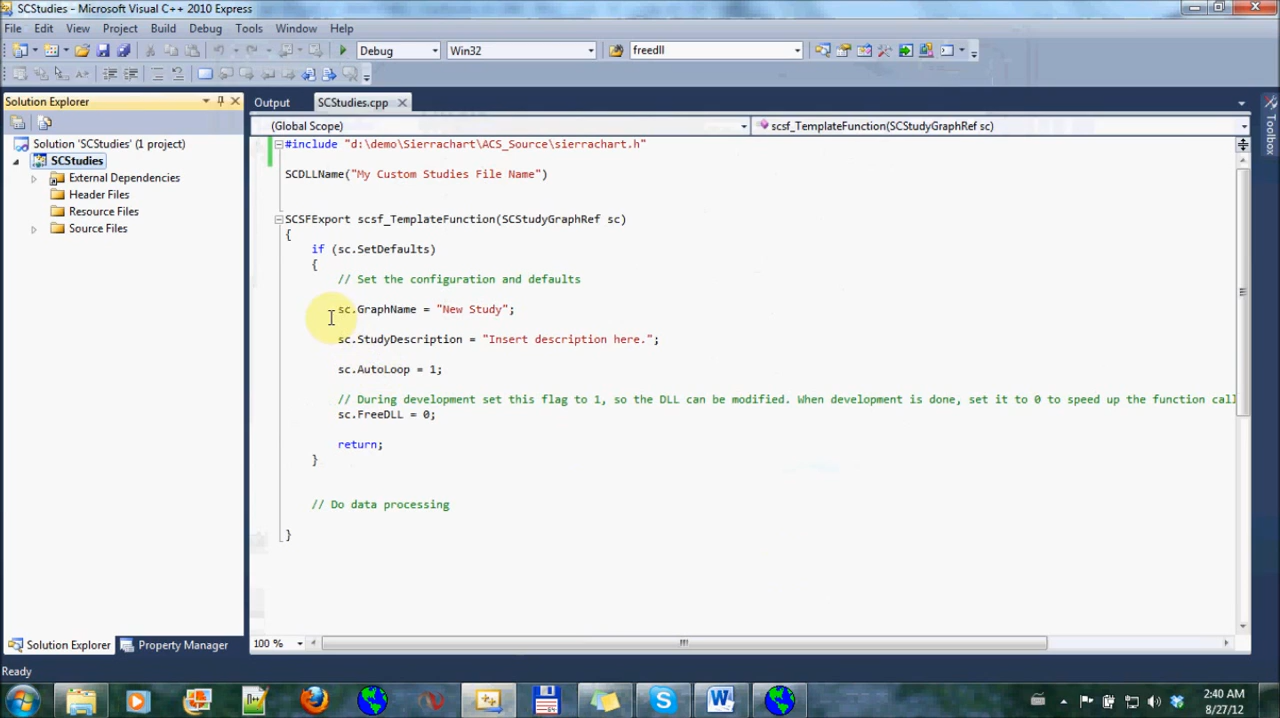 SCStudies - Microsoft Visual C++ 2010 Express
File Edit View Project Build Debug Tools Window Help
Debug Win32 freedll
Solution Explorer Output SCStudies.cpp
(Global Scope) scsf_TemplateFunction(SCStudyGraphRef sc)
Toolbox
Solution 'SCStudies' (1 project)
SCStudies
External Dependencies
Header Files
Resource Files
Source Files
#include "d:\demo\Sierrachart\ACS_Source\sierrachart.h"
SCDLLName("My Custom Studies File Name")
SCSFExport scsf_TemplateFunction(SCStudyGraphRef sc)
{
if (sc.SetDefaults)
{
// Set the configuration and defaults
sc.GraphName = "New Study";
sc.StudyDescription = "Insert description here.";
sc.AutoLoop = 1;
// During development set this flag to 1, so the DLL can be modified. When development is done, set it to 0 to speed up the function cal
sc.FreeDLL = 0;
return;
}
// Do data processing
}
Solution Explorer Property Manager 100 %
Ready
2:40 AM
8/27/12